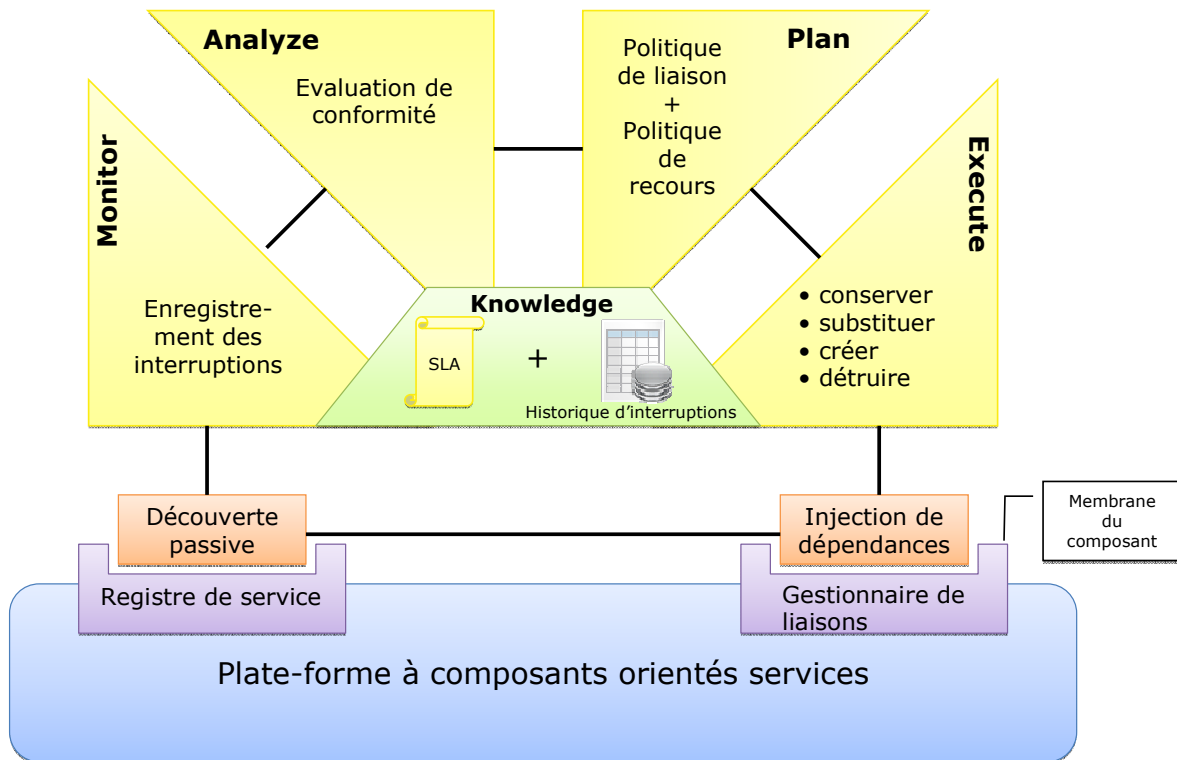 Analyze
Evaluation de
conformité
Plan
Politique
de liaison
+
Politique
de
recours
Monitor
Enregistre-
ment des
interruptions
Execute
• conserver
• substituer
• créer
• détruire
Knowledge
SLA
+
Historique d’interruptions
Découverte
passive
Injection de
dépendances
Membrane
du
composant
Registre de service
Gestionnaire de
liaisons
Plate-forme à composants orientés services